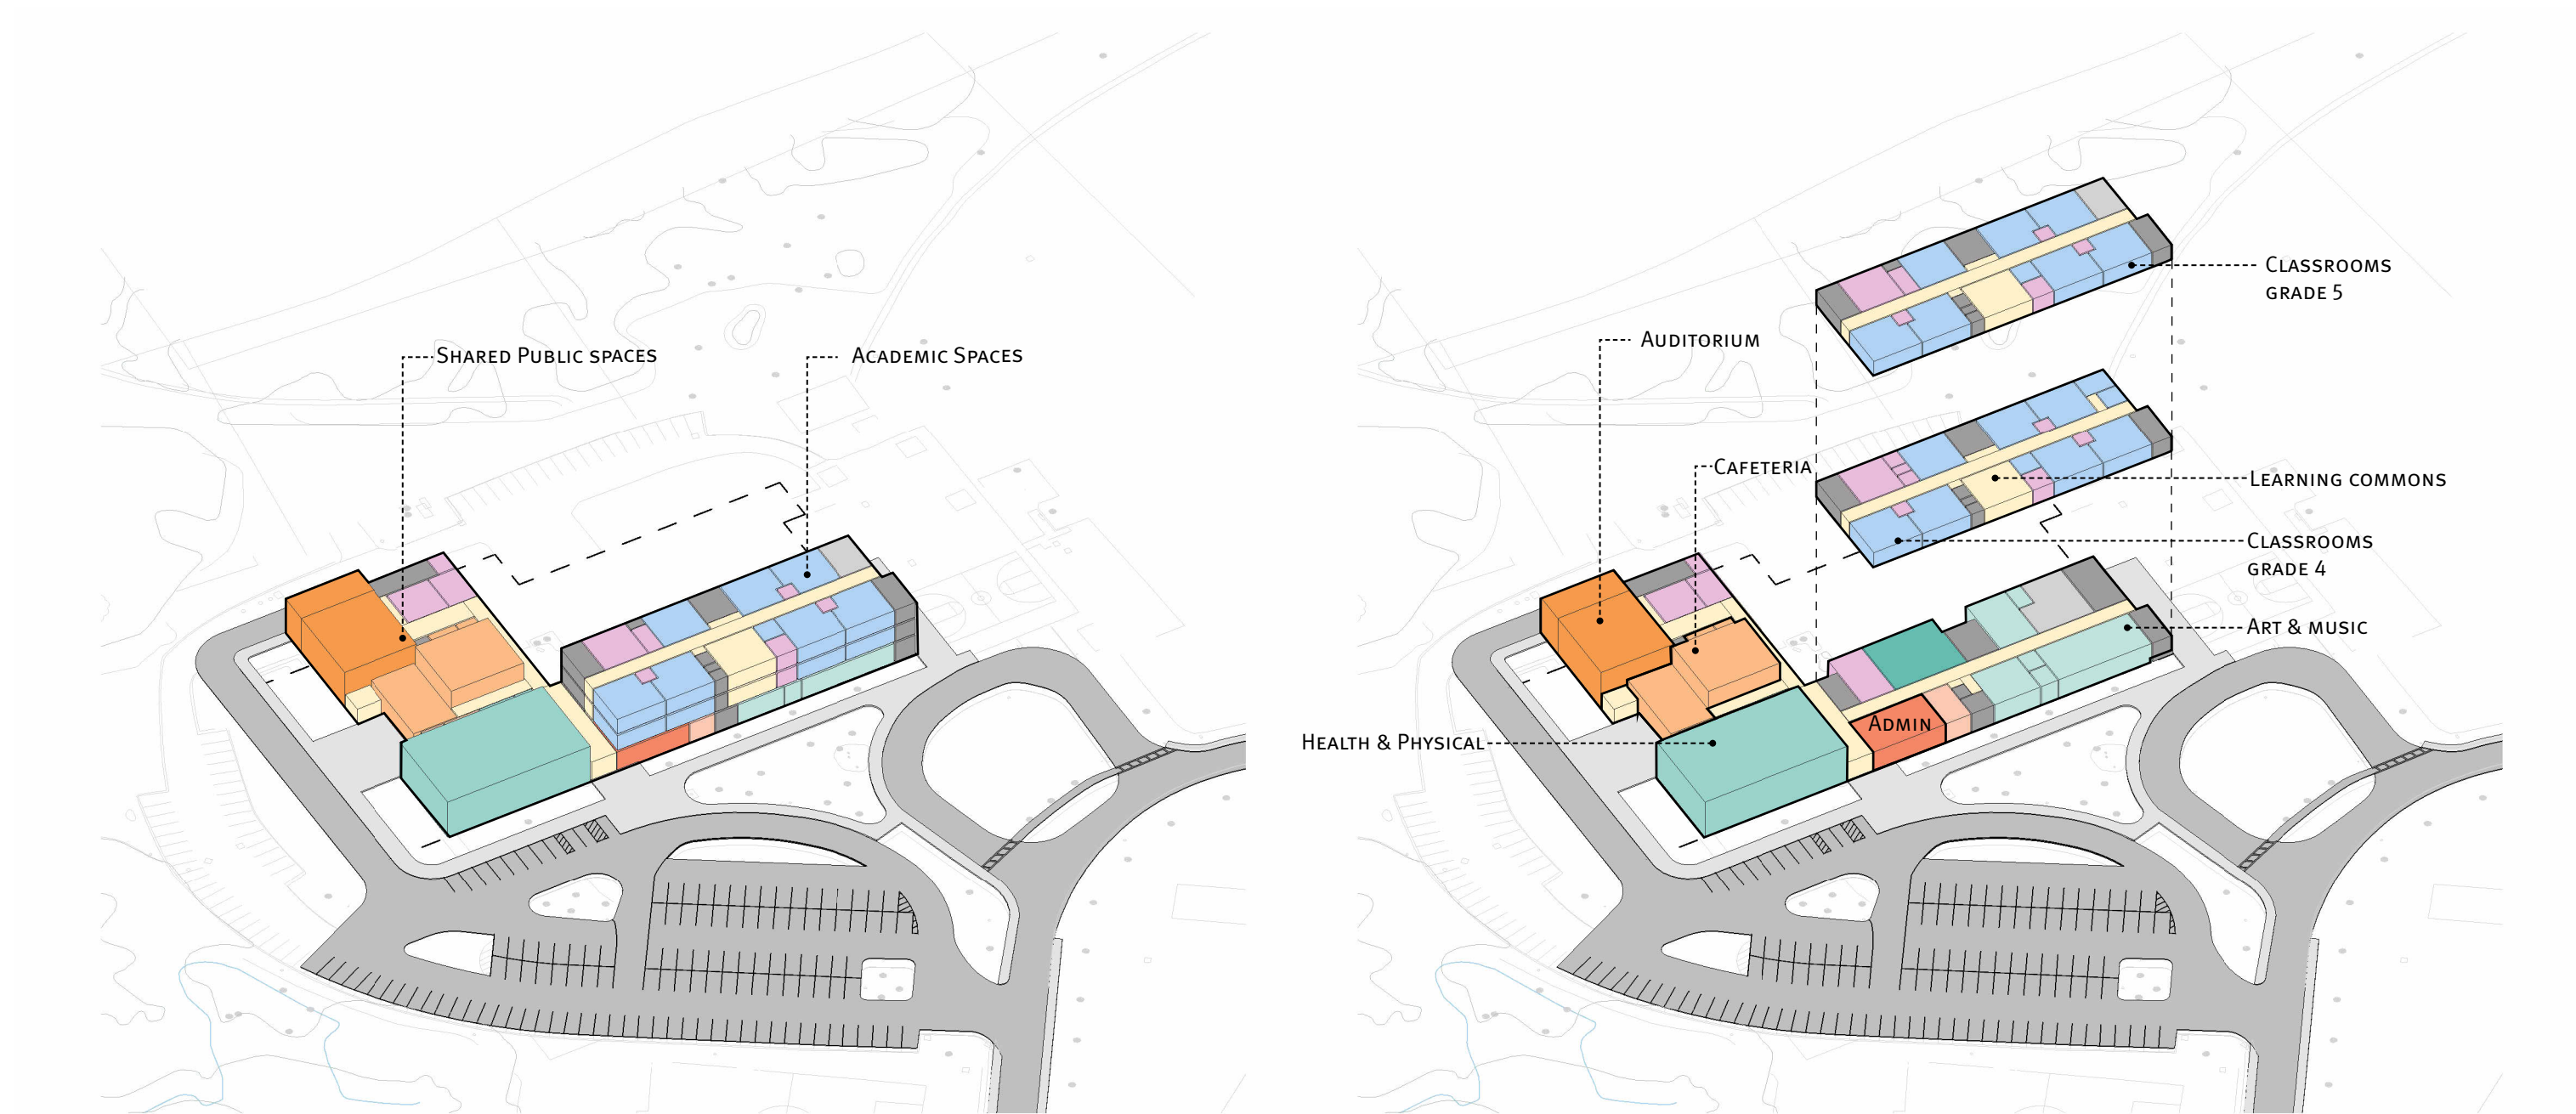 Shared Public spaces
Academic Spaces
Classrooms
grade 5
Auditorium
Cafeteria
Learning commons
Classrooms
grade 4
Art & music
Admin
Health & Physical